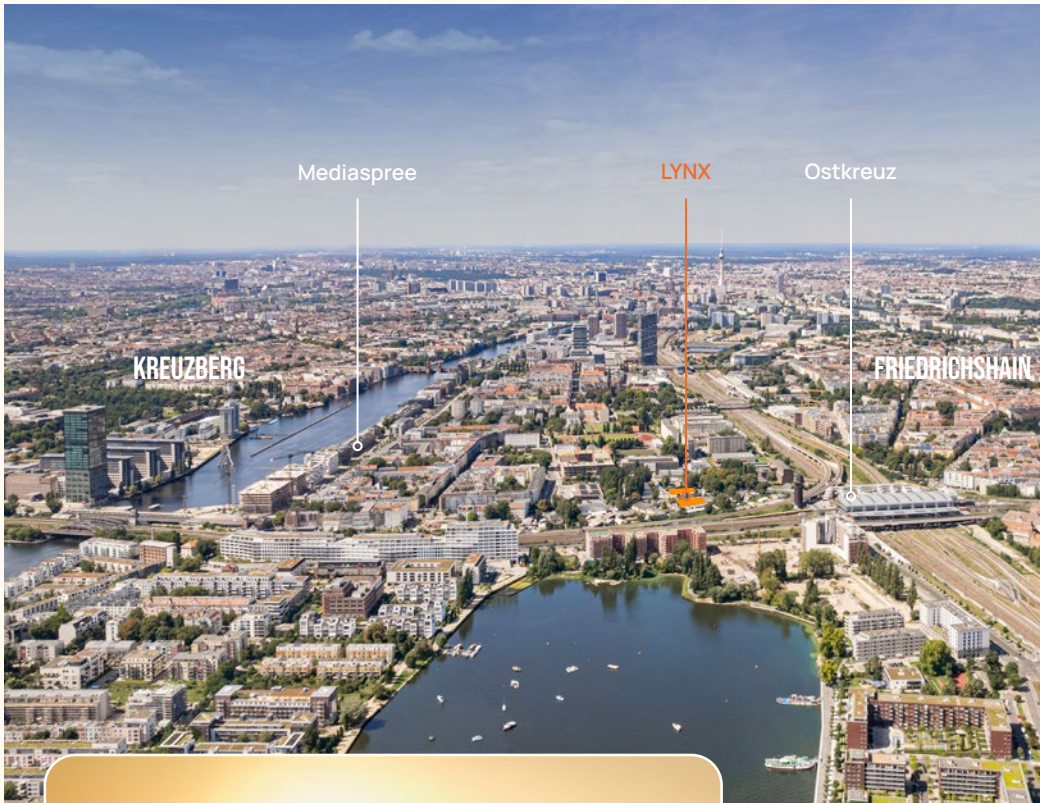 Mediaspree
LYNX
Ostkreuz
KREUZBERG
FRIEDRICHSHAIN